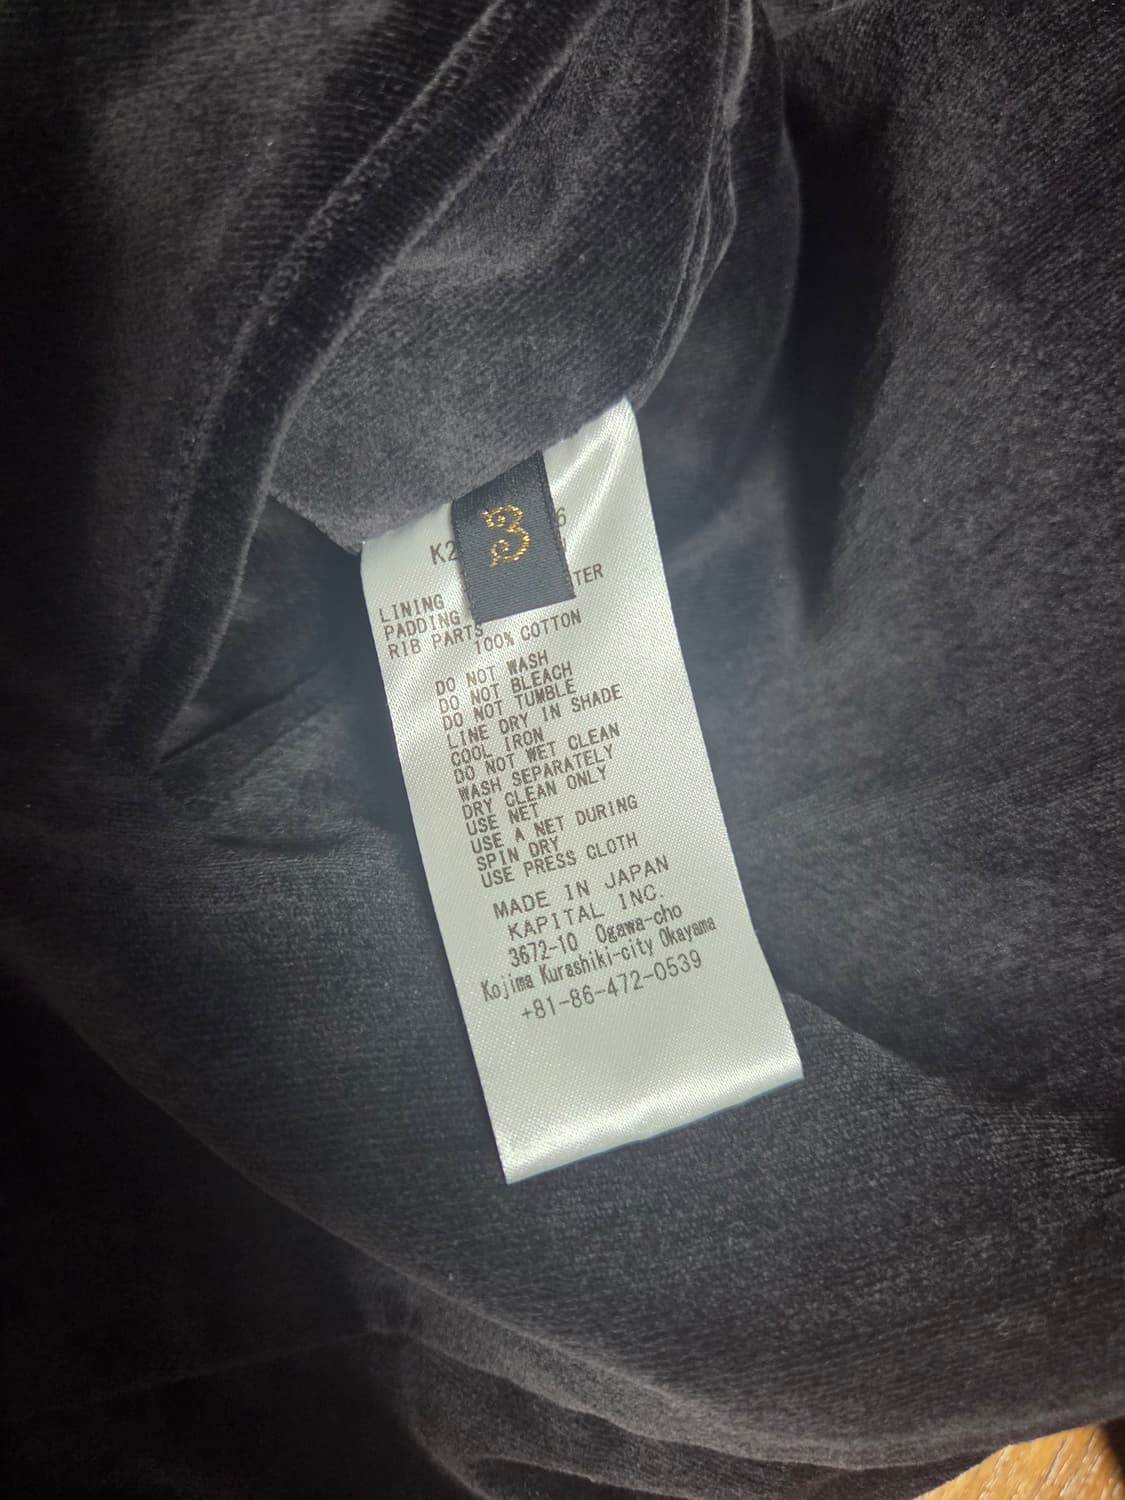 3
K2 6
TER
LINING
PADDING
RIB PARTS
100% COTTON
DO NOT WASH
DO NOT BLEACH
DO NOT TUMBLE
LINE DRY IN SHADE
COOL IRON
DO NOT WET CLEAN
WASH SEPARATELY
DRY CLEAN ONLY
USE NET
USE A NET DURING
SPIN DRY
USE PRESS CLOTH
MADE IN JAPAN
KAPITAL INC.
3672-10 Ogawa-cho
Kojima Kurashiki-city Okayama
+81-86-472-0539